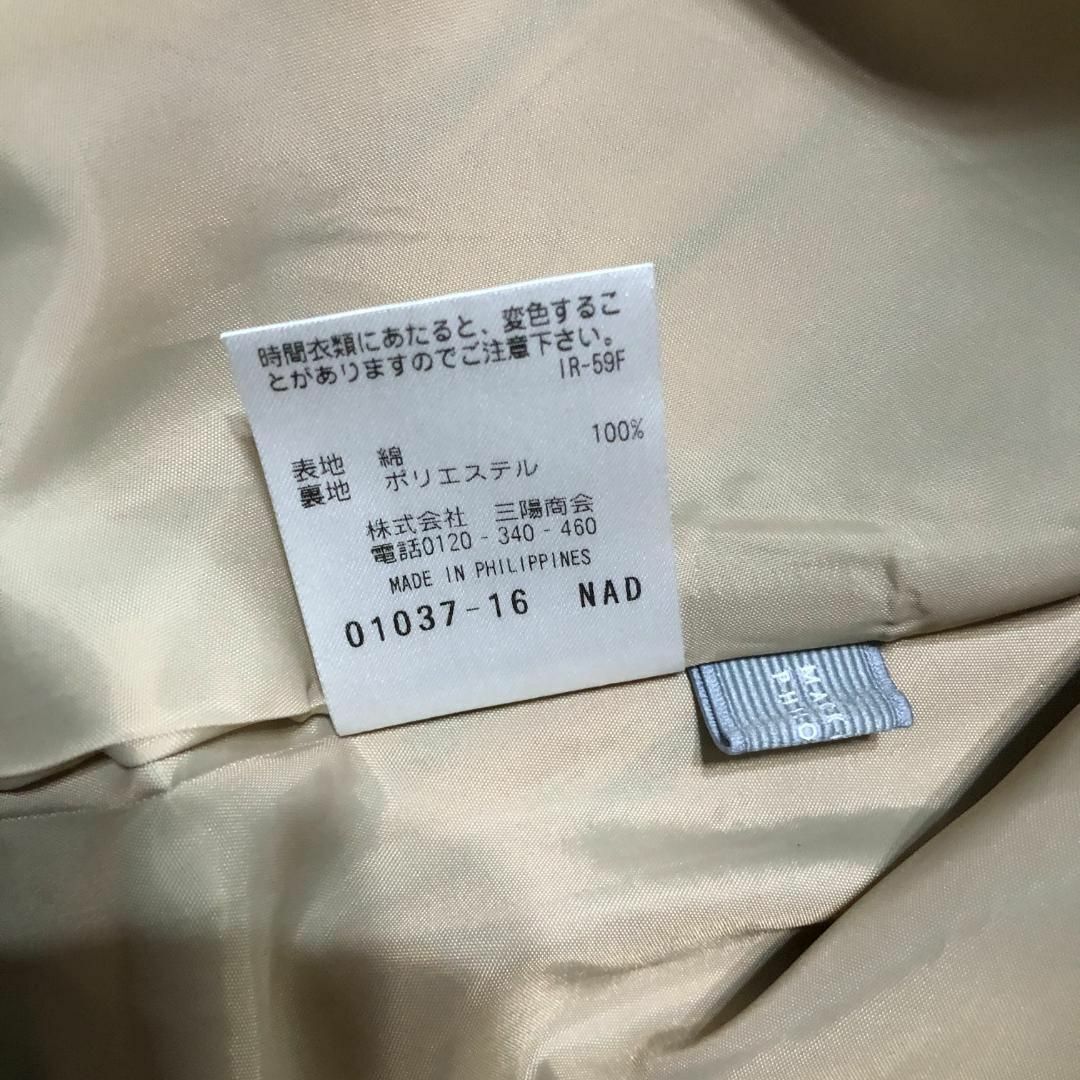 時間衣類にあたると、変色するこ
とがありますのでご注意下さい。
IR-59F
表地 綿 100%
裏地 ポリエステル
株式会社 三陽商会
電話0120-340-460
MADE IN PHILIPPINES
01037-16 NAD